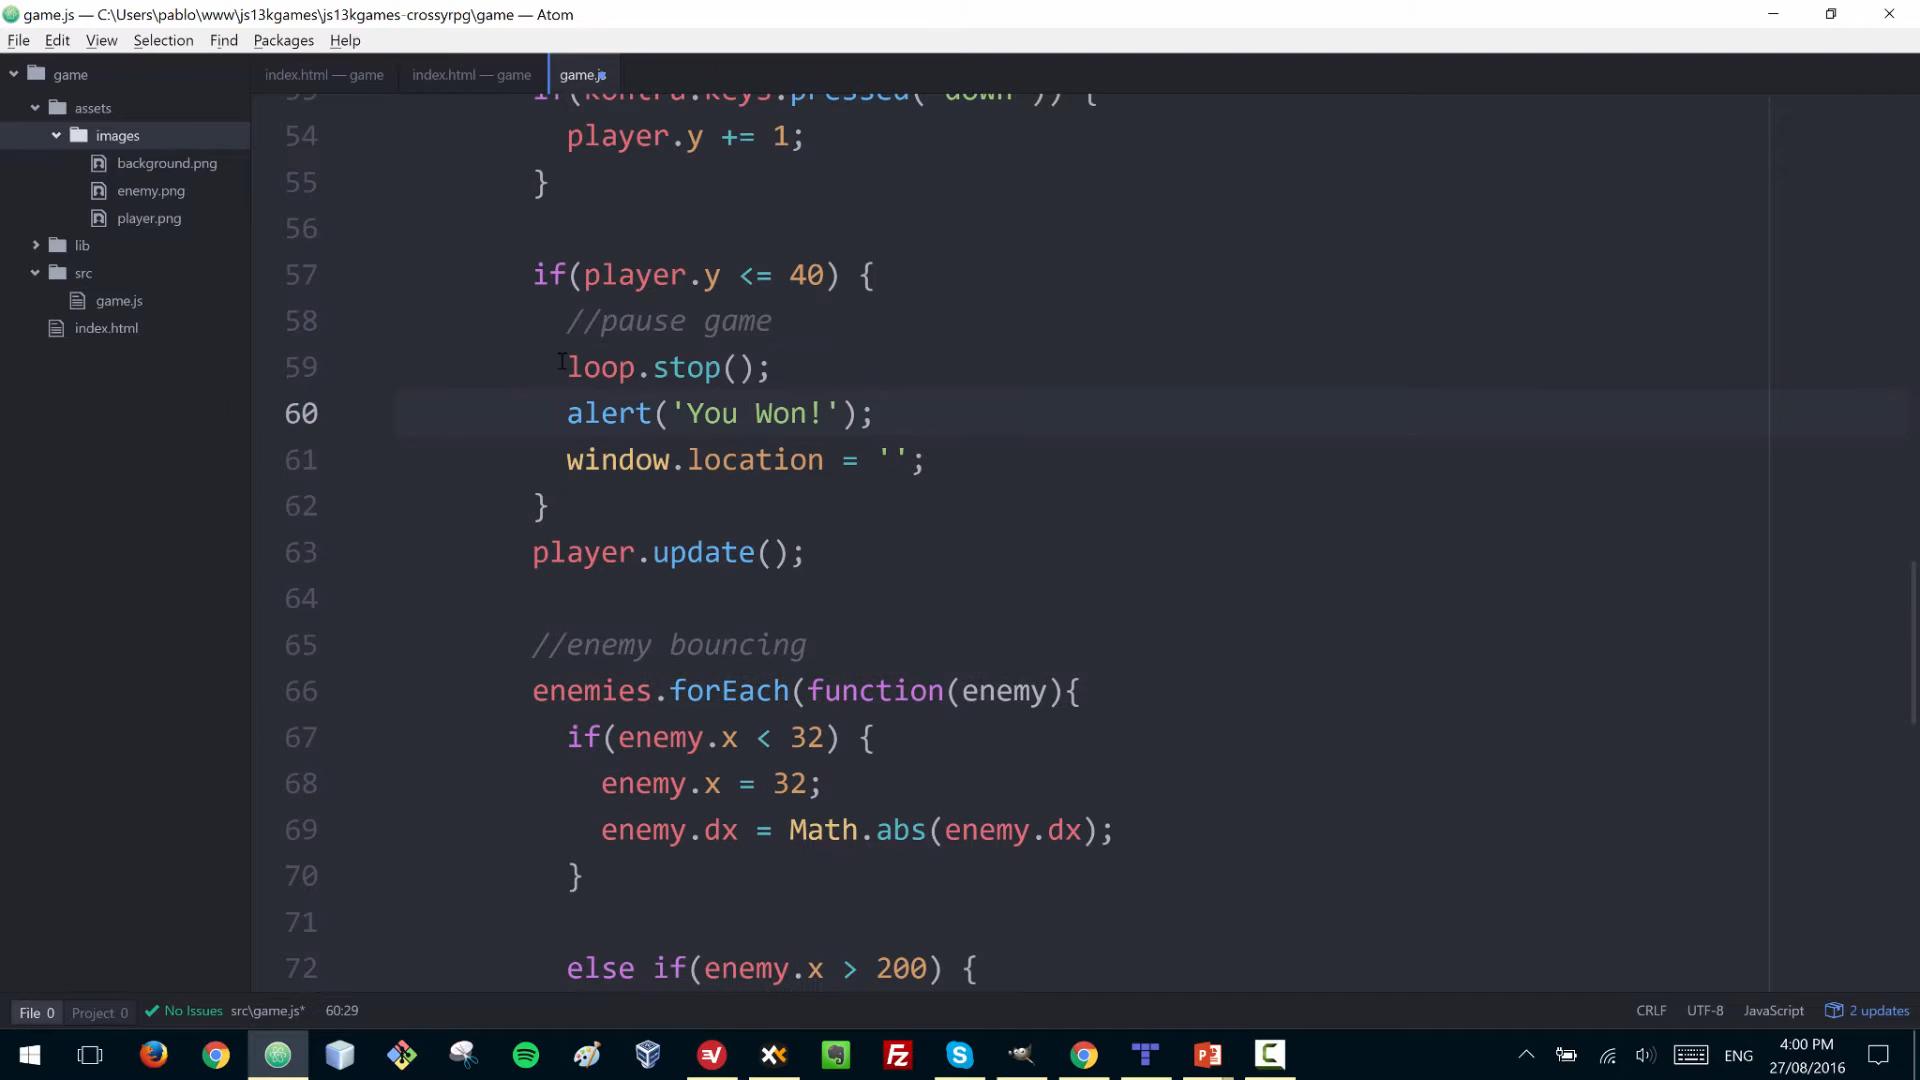 game.js — C:\Users\pablo\www\js13kgames\js13kgames-crossyrpg\game — Atom
File Edit View Selection Find Packages Help
game
assets
images
background.png
enemy.png
player.png
lib
src
game.js
index.html
index.html — game index.html — game game.js
if(kontra.keys.pressed('down')) {
54 player.y += 1;
55 }
56
57 if(player.y <= 40) {
58 //pause game
59 loop.stop();
60 alert('You Won!');
61 window.location = '';
62 }
63 player.update();
64
65 //enemy bouncing
66 enemies.forEach(function(enemy){
67 if(enemy.x < 32) {
68 enemy.x = 32;
69 enemy.dx = Math.abs(enemy.dx);
70 }
71
72 else if(enemy.x > 200) {
File 0 Project 0 No Issues src\game.js* 60:29 CRLF UTF-8 JavaScript 2 updates
ENG
4:00 PM
27/08/2016